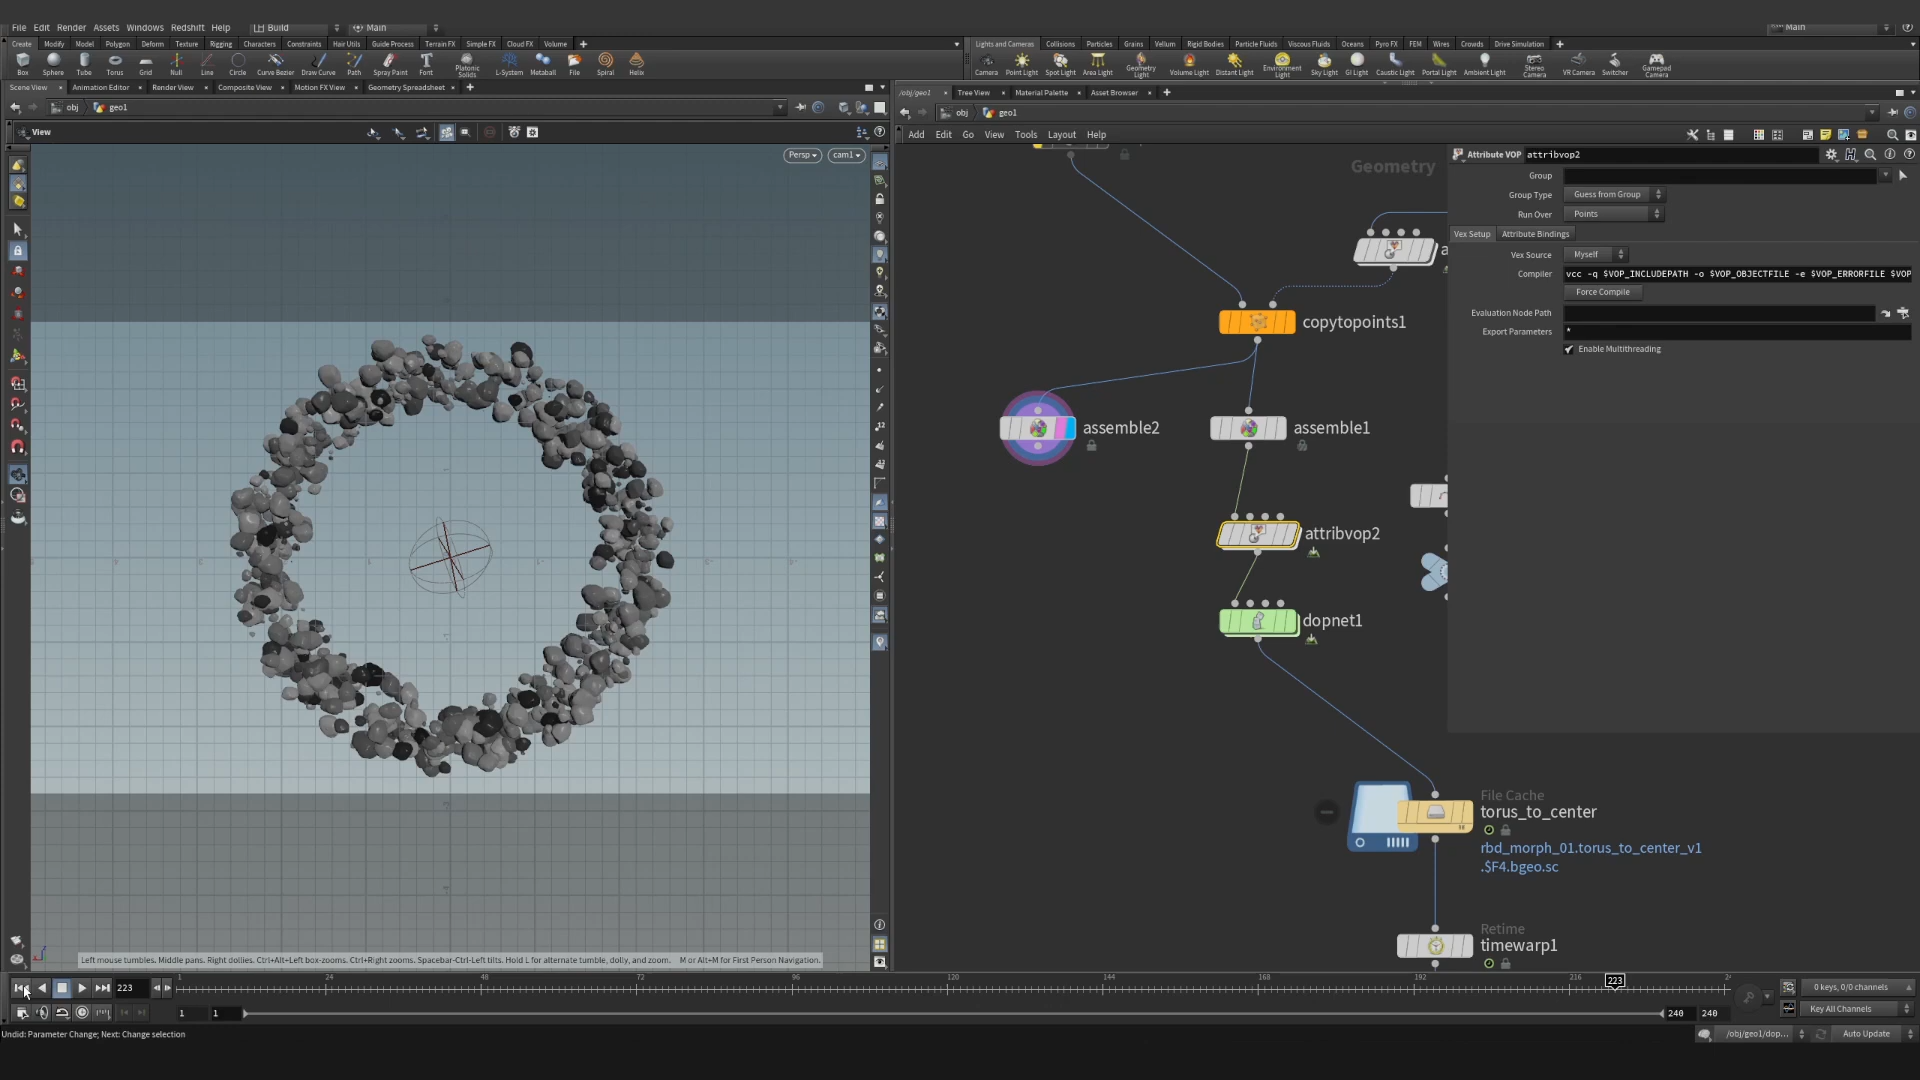 File Edit Render Assets Windows Redshift Help Build Main Main
Create Modify Model Polygon Deform Texture Rigging Characters Constraints Hair Utils Guide Process Terrain FX Simple FX Cloud FX Volume
Lights and Cameras Collisions Particles Grains Vellum Rigid Bodies Particle Fluids Viscous Fluids Oceans Pyro FX FEM Wires Crowds Drive Simulation
Box Sphere Tube Torus Grid Null Line Circle Curve Bezier Draw Curve Path Spray Paint Font Platonic Solids L-System Metaball File Spiral Helix
Camera Point Light Spot Light Area Light Geometry Light Volume Light Distant Light Environment Light Sky Light GI Light Caustic Light Portal Light Ambient Light Stereo Camera VR Camera Switcher Gamepad Camera
Scene View Animation Editor Render View Composite View Motion FX View Geometry Spreadsheet
/obj/geo1 Tree View Material Palette Asset Browser
obj geo1
obj geo1
View
Add Edit Go View Tools Layout Help
Persp cam1
Geometry
Attribute VOP attribvop2
Group
Group Type Guess from Group
Run Over Points
Vex Setup Attribute Bindings
Vex Source Myself
Compiler vcc -q $VOP_INCLUDEPATH -o $VOP_OBJECTFILE -e $VOP_ERRORFILE $VOP
Force Compile
Evaluation Node Path
Export Parameters *
Enable Multithreading
copytopoints1
assemble2
assemble1
attribvop2
dopnet1
File Cache
torus_to_center
rbd_morph_01.torus_to_center_v1
.$F4.bgeo.sc
Retime
timewarp1
Left mouse tumbles. Middle pans. Right dollies. Ctrl+Alt+Left box-zooms. Ctrl+Right zooms. Spacebar-Ctrl-Left tilts. Hold L for alternate tumble, dolly, and zoom. M or Alt+M for First Person Navigation.
223
1 24 48 72 96 120 144 168 192 216 223
0 keys, 0/0 channels
1 1 240 240
Key All Channels
Undid: Parameter Change; Next: Change selection
/obj/geo1/dop...
Auto Update